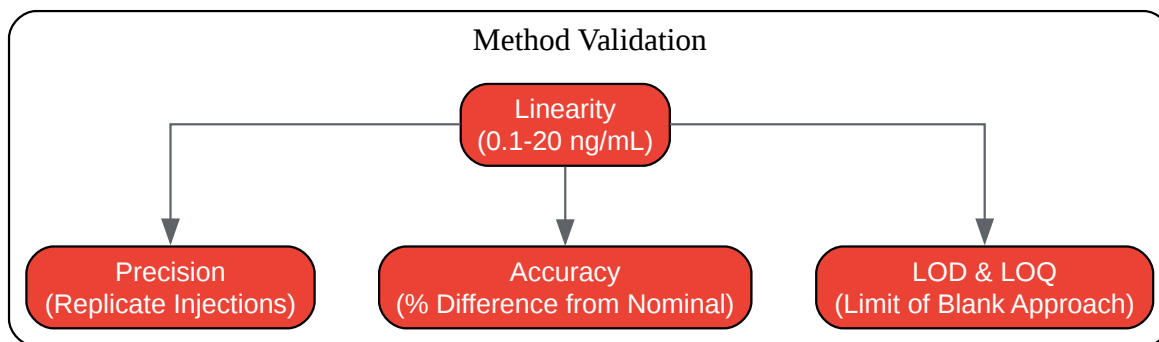 Method Validation
Linearity
(0.1-20 ng/mL)
Precision
(Replicate Injections)
Accuracy
(% Difference from Nominal)
LOD & LOQ
(Limit of Blank Approach)